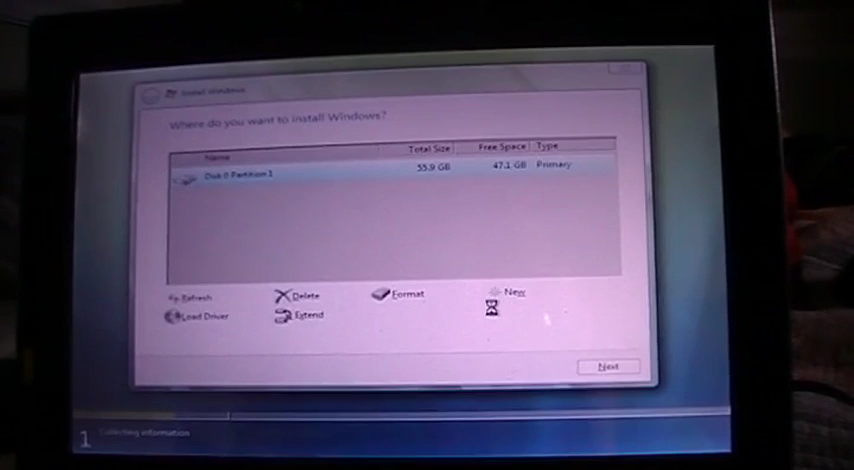 Install Windows
Where do you want to install Windows?
Name Total Size Free Space Type
Disk 0 Partition 1 55.9 GB 47.1 GB Primary
Refresh Delete Format New
Load Driver Extend
Next
1 Collecting information